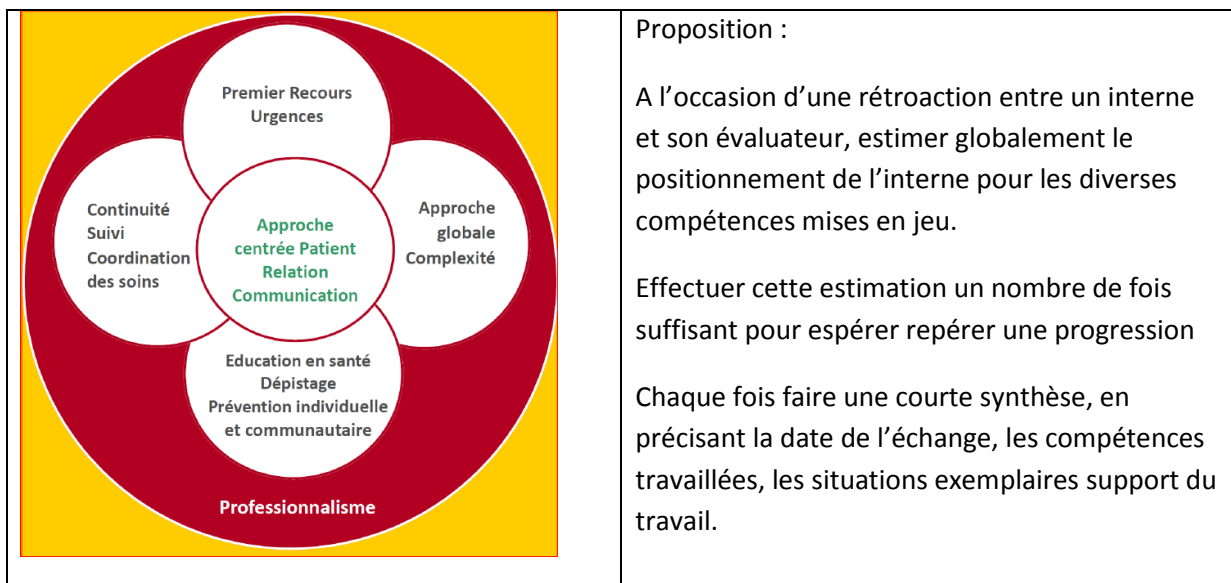 Premier Recours
Urgences
Continuité
Suivi
Coordination
des soins
Approche
centrée Patient
Relation
Communication
Approche
globale
Complexité
Education en santé
Dépistage
Prévention individuelle
et communautaire
Professionnalisme
Proposition :
A l’occasion d’une rétroaction entre un interne
et son évaluateur, estimer globalement le
positionnement de l’interne pour les diverses
compétences mises en jeu.
Effectuer cette estimation un nombre de fois
suffisant pour espérer repérer une progression
Chaque fois faire une courte synthèse, en
précisant la date de l’échange, les compétences
travaillées, les situations exemplaires support du
travail.